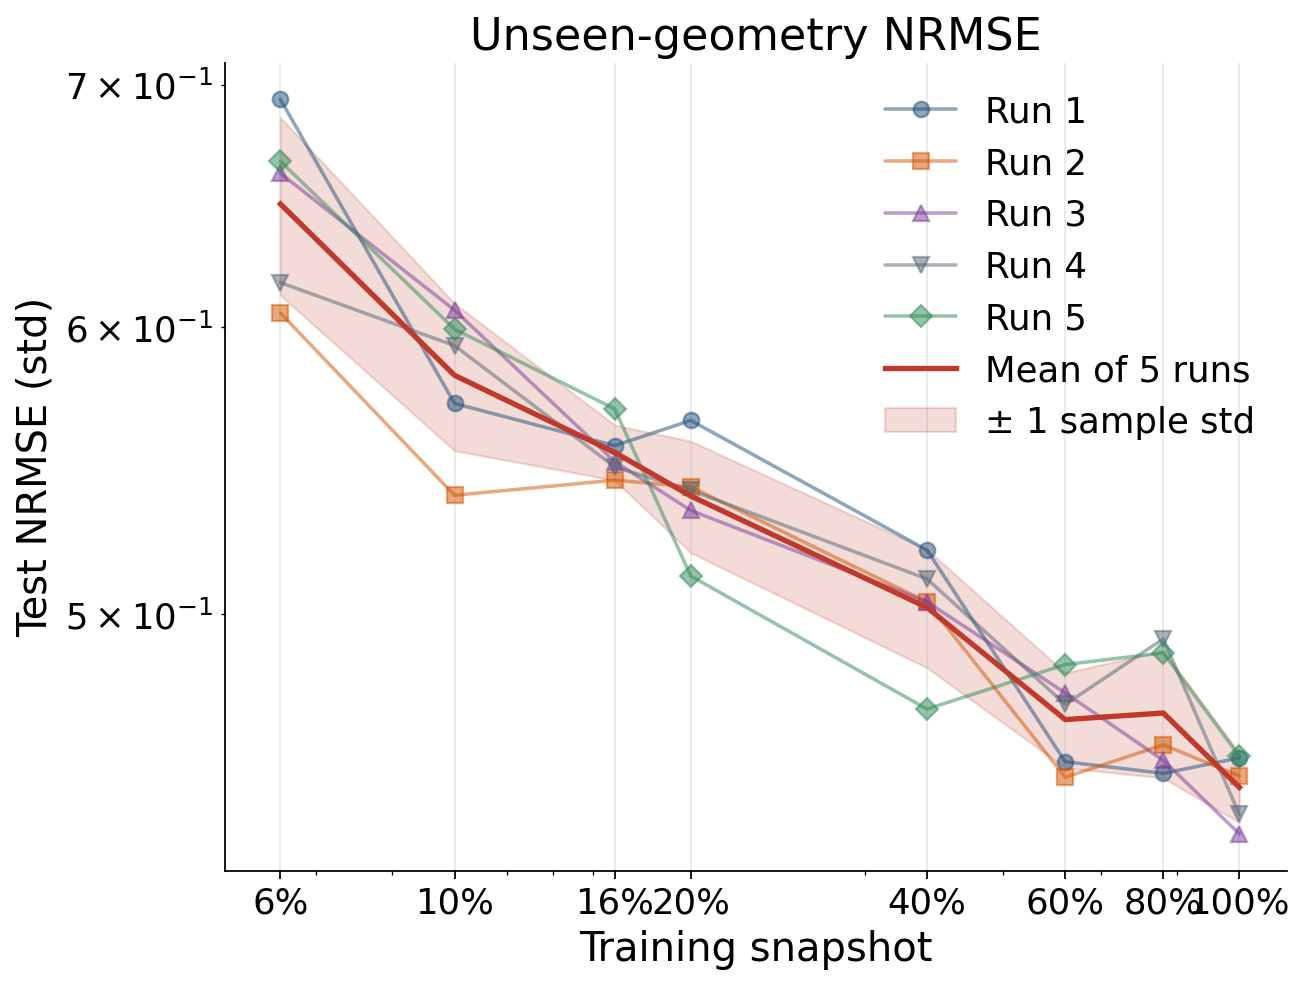 Unseen-geometry NRMSE
7 × 10⁻¹
6 × 10⁻¹
5 × 10⁻¹
Test NRMSE (std)
Run 1
Run 2
Run 3
Run 4
Run 5
Mean of 5 runs
± 1 sample std
6% 10% 16% 20% 40% 60% 80% 100%
Training snapshot